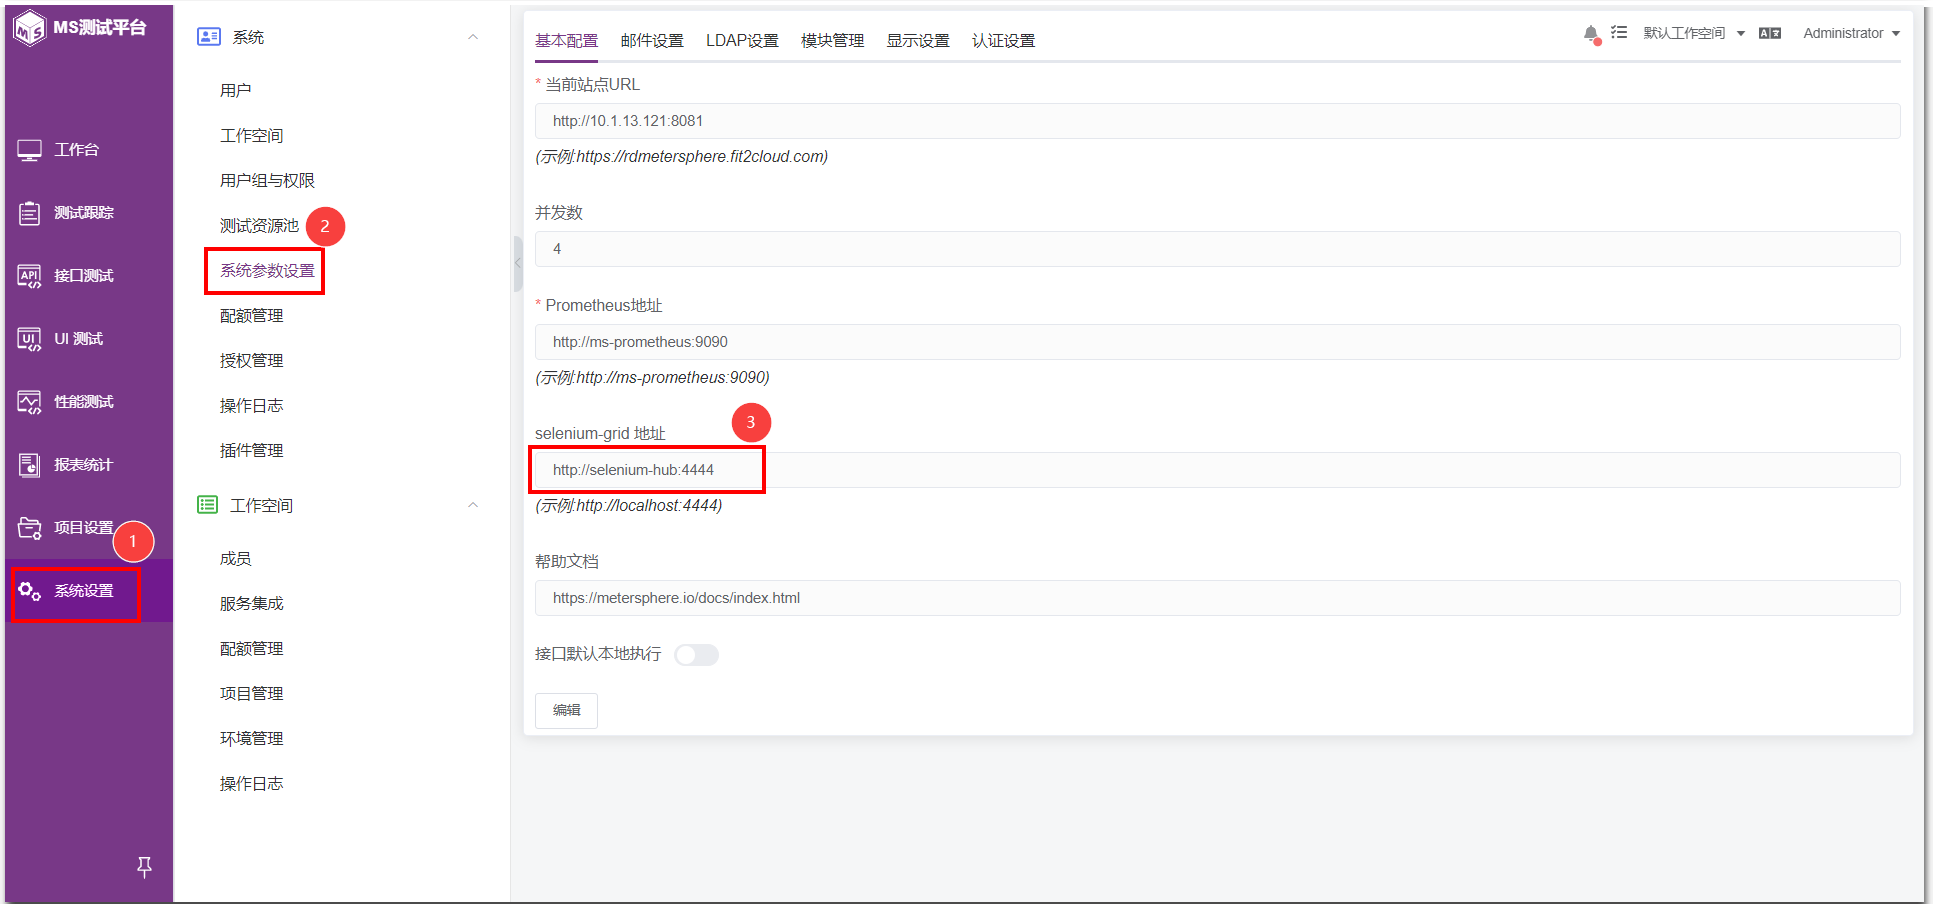 MS测试平台
工作台
测试跟踪
接口测试
UI 测试
性能测试
报表统计
项目设置
1
系统设置
系统
用户
工作空间
用户组与权限
测试资源池
2
系统参数设置
配额管理
授权管理
操作日志
插件管理
工作空间
成员
服务集成
配额管理
项目管理
环境管理
操作日志
基本配置 邮件设置 LDAP设置 模块管理 显示设置 认证设置
默认工作空间 Administrator
* 当前站点URL
http://10.1.13.121:8081
(示例:https://rdmetersphere.fit2cloud.com)
并发数
4
* Prometheus地址
http://ms-prometheus:9090
(示例:http://ms-prometheus:9090)
3
selenium-grid 地址
http://selenium-hub:4444
(示例:http://localhost:4444)
帮助文档
https://metersphere.io/docs/index.html
接口默认本地执行
编辑